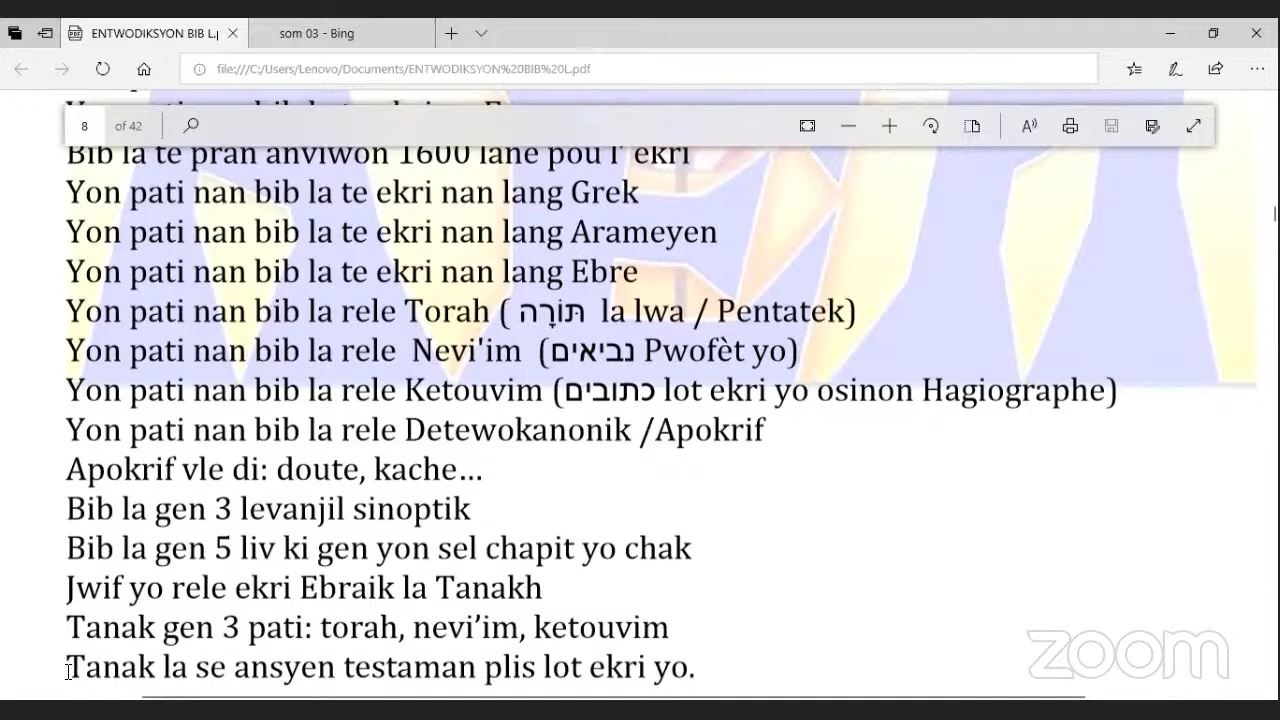 ENTWODIKSYON BIB L.p
som 03 - Bing
file:///C:/Users/Lenovo/Documents/ENTWODIKSYON%20BIB%20L.pdf
8 of 42
Bib la te pran anviwon 1600 lane pou l' ekri
Yon pati nan bib la te ekri nan lang Grek
Yon pati nan bib la te ekri nan lang Arameyen
Yon pati nan bib la te ekri nan lang Ebre
Yon pati nan bib la rele Torah ( תּוֹרָה la lwa / Pentatek)
Yon pati nan bib la rele Nevi'im (נביאים Pwofèt yo)
Yon pati nan bib la rele Ketouvim (כתובים lot ekri yo osinon Hagiographe)
Yon pati nan bib la rele Detewokanonik /Apokrif
Apokrif vle di: doute, kache…
Bib la gen 3 levanjil sinoptik
Bib la gen 5 liv ki gen yon sel chapit yo chak
Jwif yo rele ekri Ebraik la Tanakh
Tanak gen 3 pati: torah, nevi’im, ketouvim
Tanak la se ansyen testaman plis lot ekri yo.
zoom